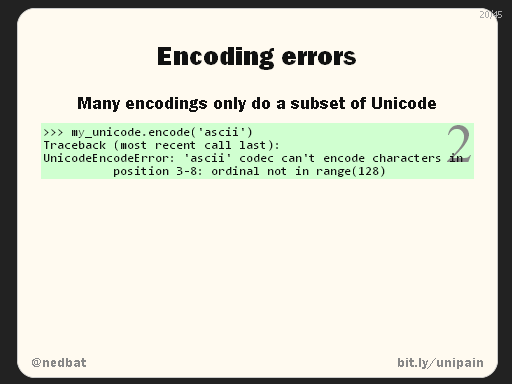 20/45
Encoding errors
Many encodings only do a subset of Unicode
>>> my_unicode.encode('ascii')
2
Traceback (most recent call last):
UnicodeEncodeError: 'ascii' codec can't encode characters in
position 3-8: ordinal not in range(128)
@nedbat
bit.ly/unipain